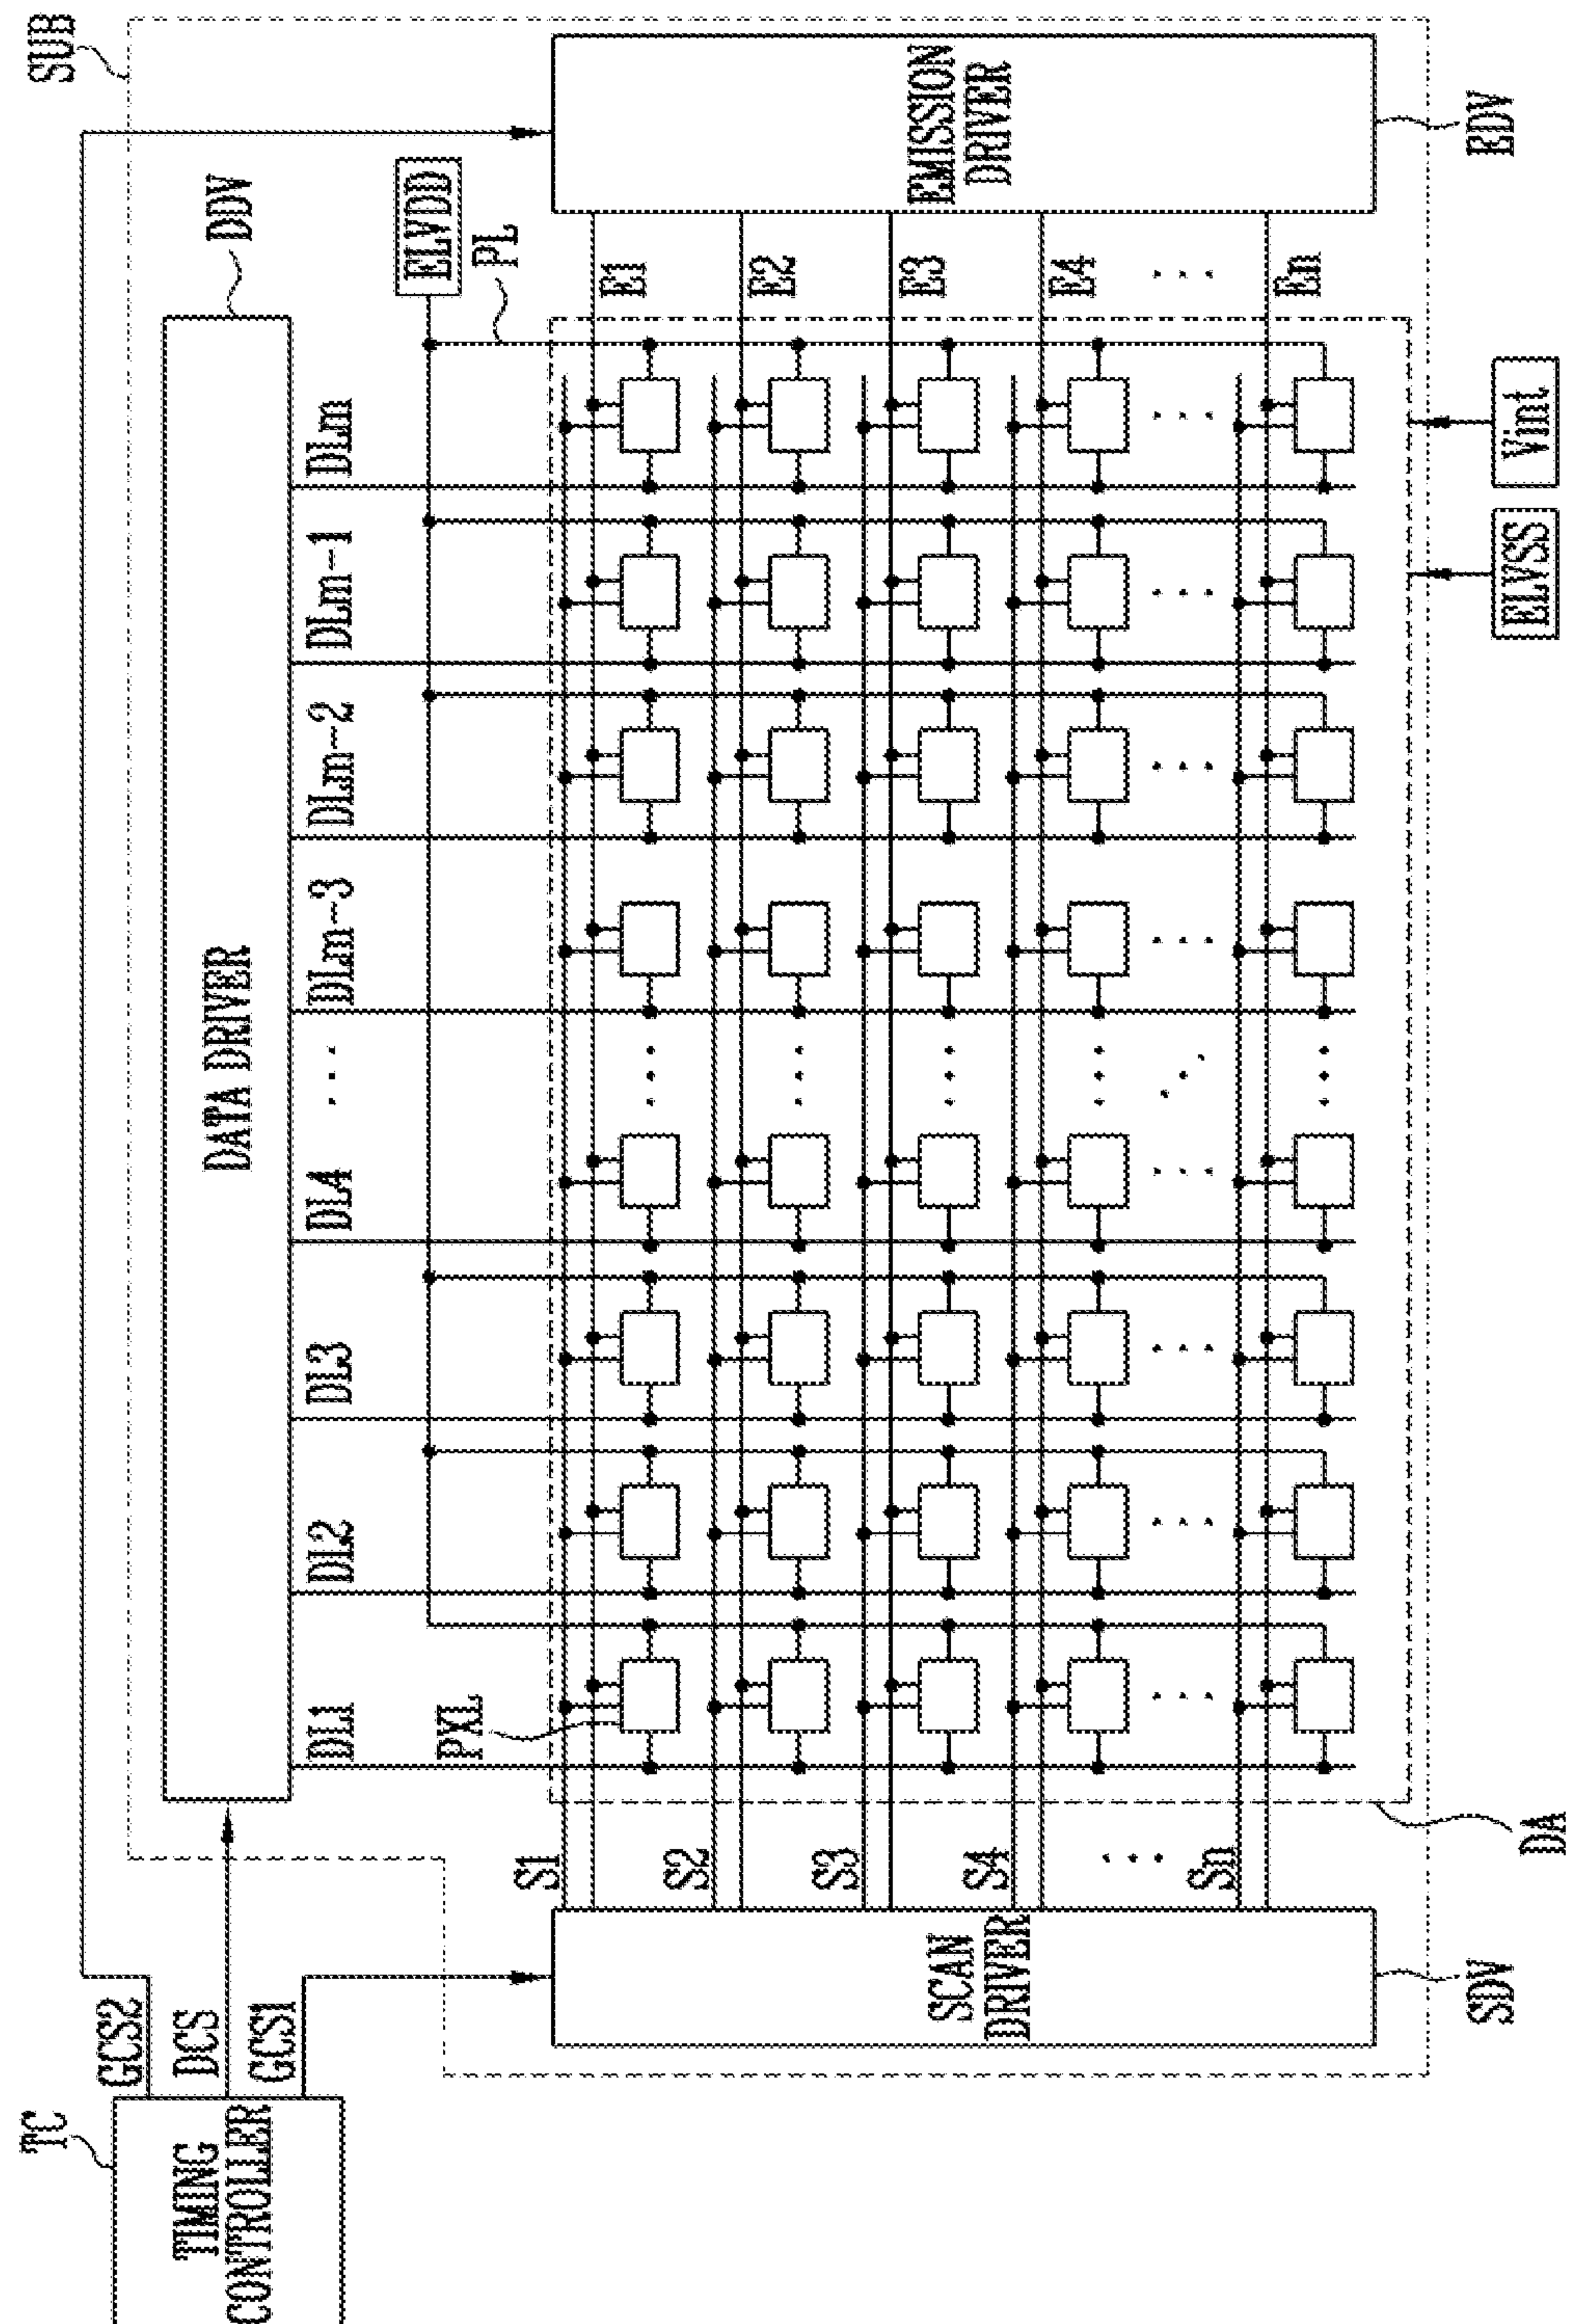 SUB
TC
TIMING
CONTROLLER
GCS2
DCS
GCS1
DATA DRIVER
DDV
ELVDD
PL
DL1
DL2
DL3
DL4
...
DLm-3
DLm-2
DLm-1
DLm
PXL
S1
S2
S3
S4
...
Sn
E1
E2
E3
E4
...
En
SCAN
DRIVER
EMISSION
DRIVER
SDV
DA
ELVSS
Vint
EDV